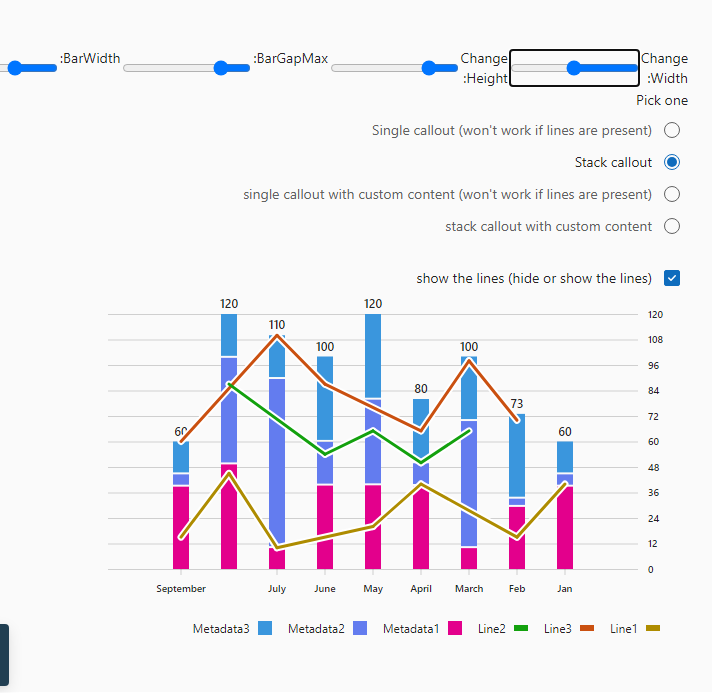 :BarWidth :BarGapMax Change :Height Change :Width
Pick one
Single callout (won't work if lines are present)
Stack callout
single callout with custom content (won't work if lines are present)
stack callout with custom content
show the lines (hide or show the lines)
120 120
110
100 100
80
73
60 60
120
108
96
84
72
60
48
36
24
12
0
September July June May April March Feb Jan
Metadata3 Metadata2 Metadata1 Line2 Line3 Line1